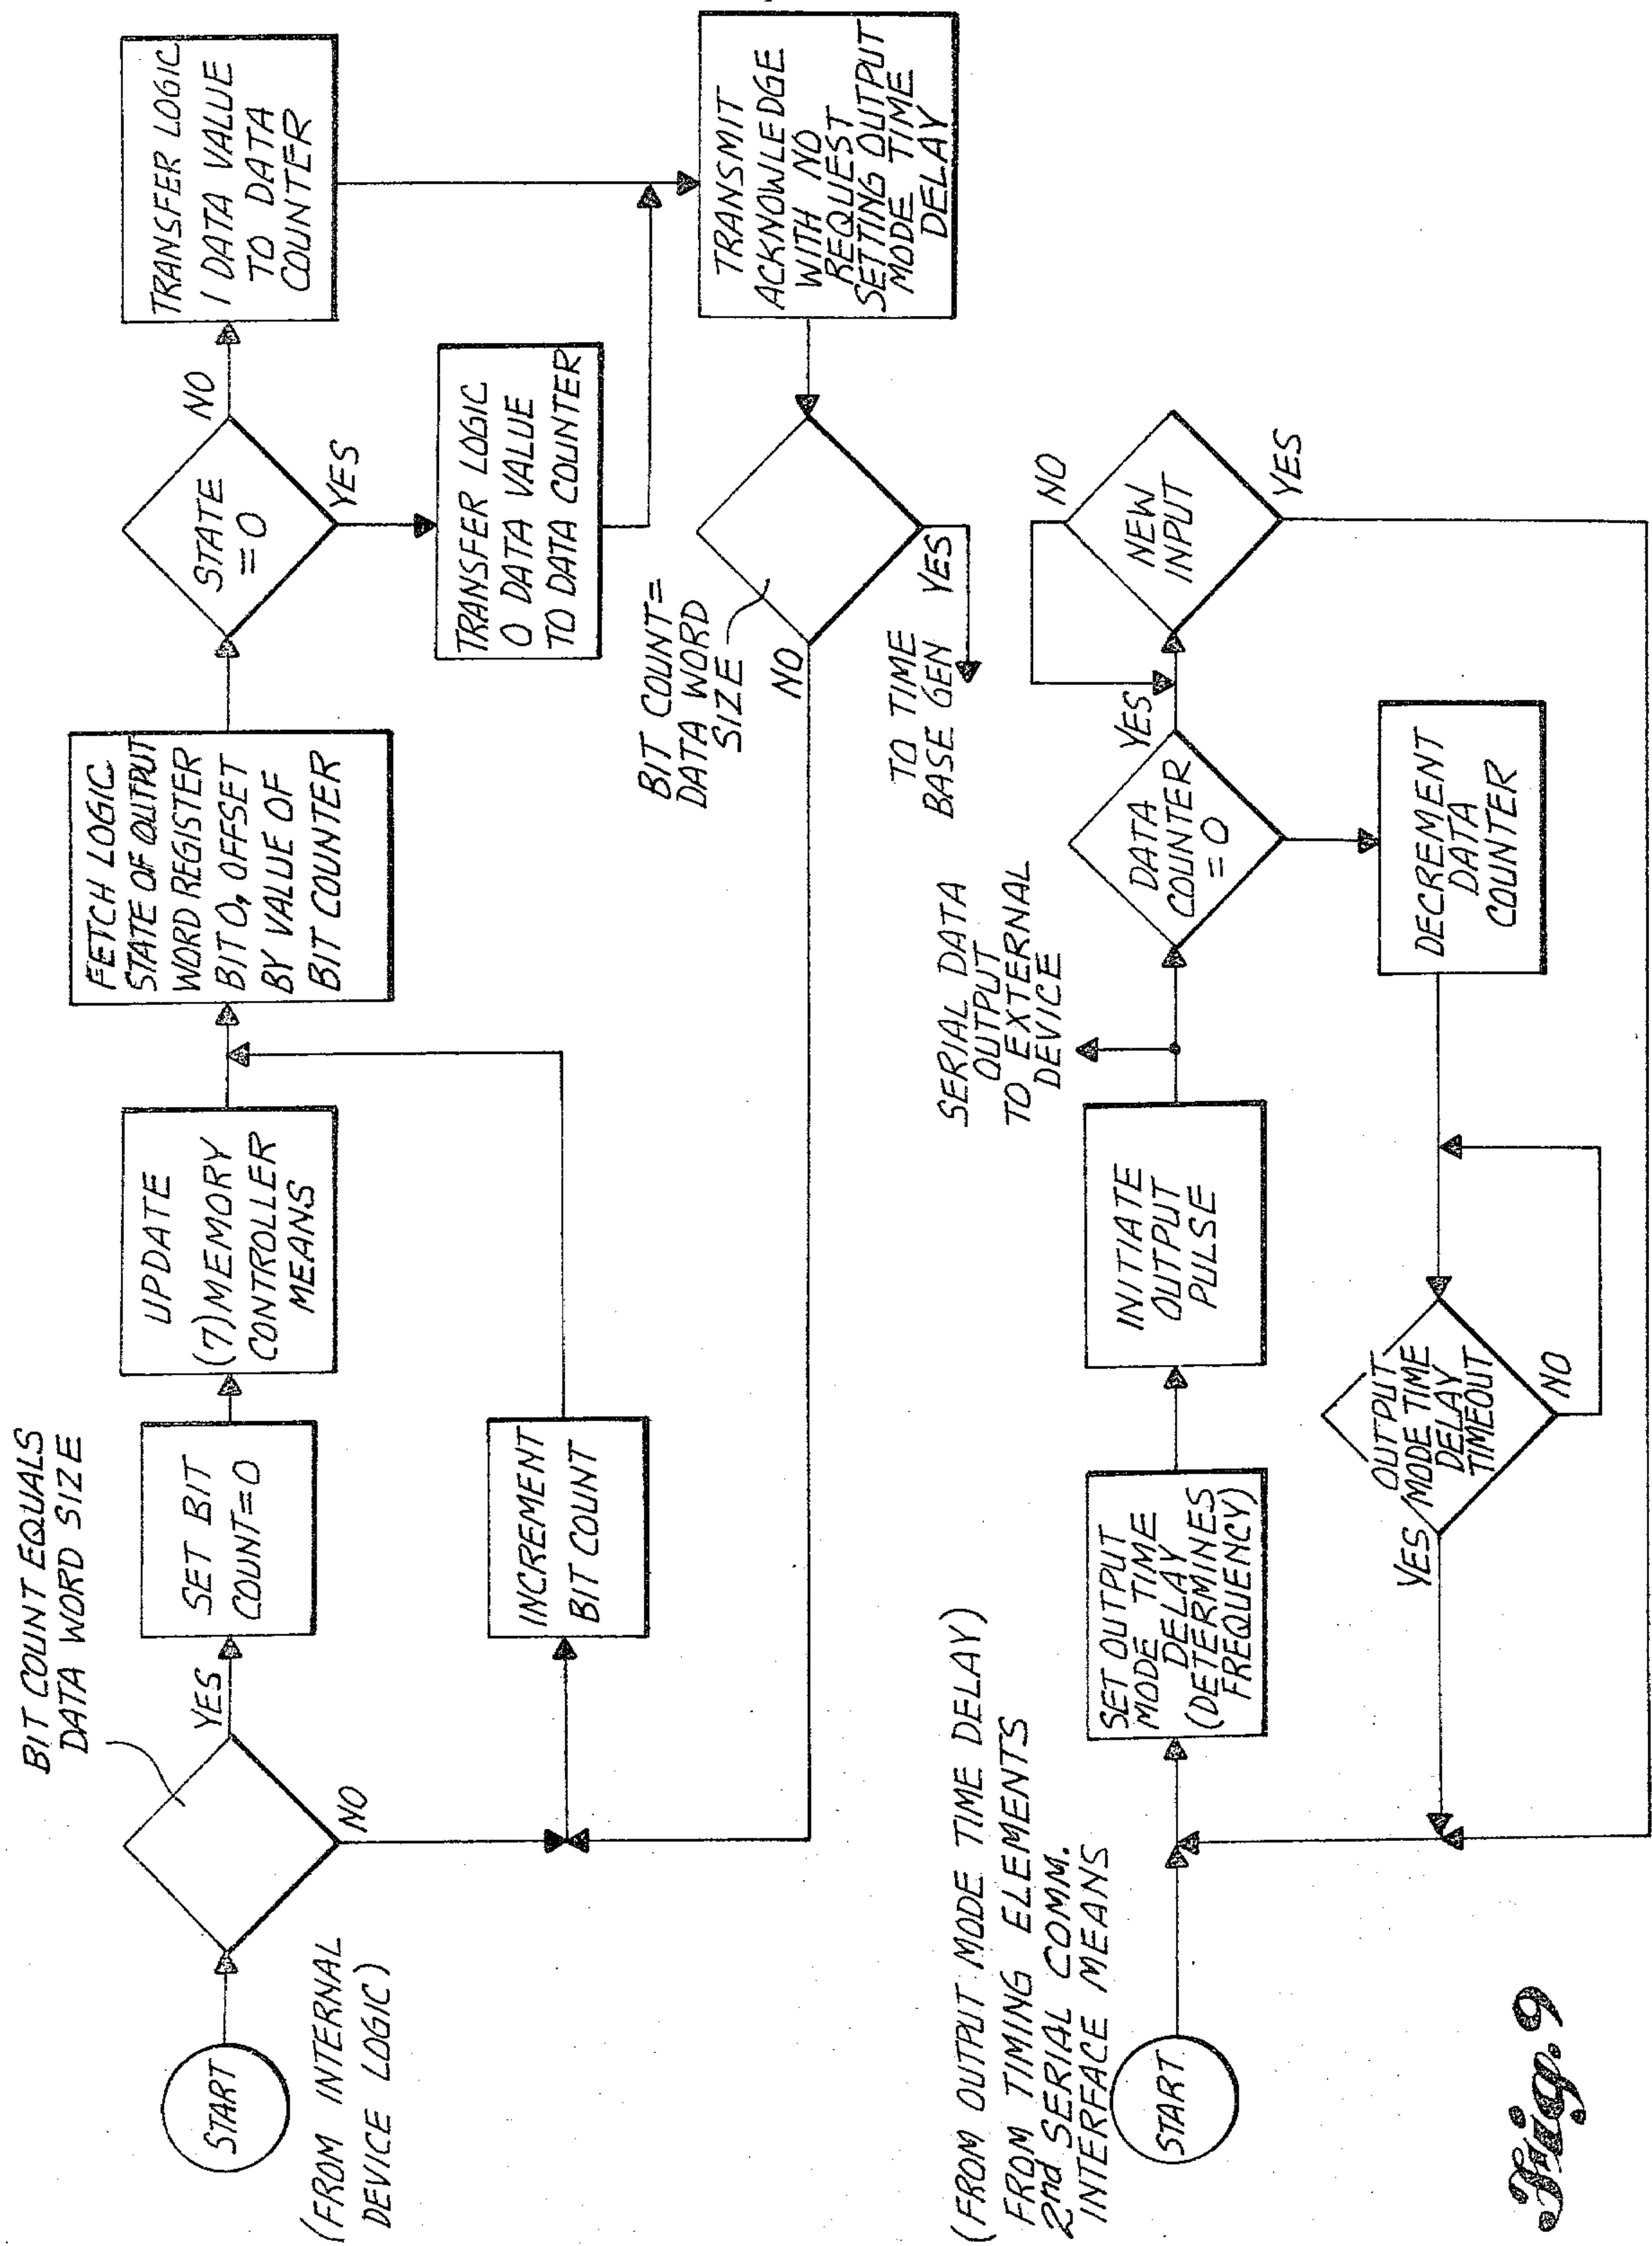 BIT COUNT EQUALS
DATA WORD SIZE
START
(FROM INTERNAL
DEVICE LOGIC)
YES
NO
SET BIT
COUNT=0
INCREMENT
BIT COUNT
UPDATE
(7) MEMORY
CONTROLLER
MEANS
FETCH LOGIC
STATE OF OUTPUT
WORD REGISTER
BIT 0, OFFSET
BY VALUE OF
BIT COUNTER
STATE
=0
NO
YES
TRANSFER LOGIC
1 DATA VALUE
TO DATA
COUNTER
TRANSFER LOGIC
0 DATA VALUE
TO DATA COUNTER
TRANSMIT
ACKNOWLEDGE
WITH NO
REQUEST
SETTING OUTPUT
MODE TIME
DELAY
BIT COUNT=
DATA WORD
SIZE
NO
YES
TO TIME
BASE GEN
(FROM OUTPUT MODE TIME DELAY)
FROM TIMING ELEMENTS
2nd SERIAL COMM.
INTERFACE MEANS
START
SET OUTPUT
MODE TIME
DELAY
(DETERMINES
FREQUENCY)
INITIATE
OUTPUT
PULSE
SERIAL DATA
OUTPUT
TO EXTERNAL
DEVICE
DATA
COUNTER
=0
YES
NEW
INPUT
NO
YES
DECREMENT
DATA
COUNTER
OUTPUT
MODE TIME
DELAY
TIMEOUT
YES
NO
Fig. 9